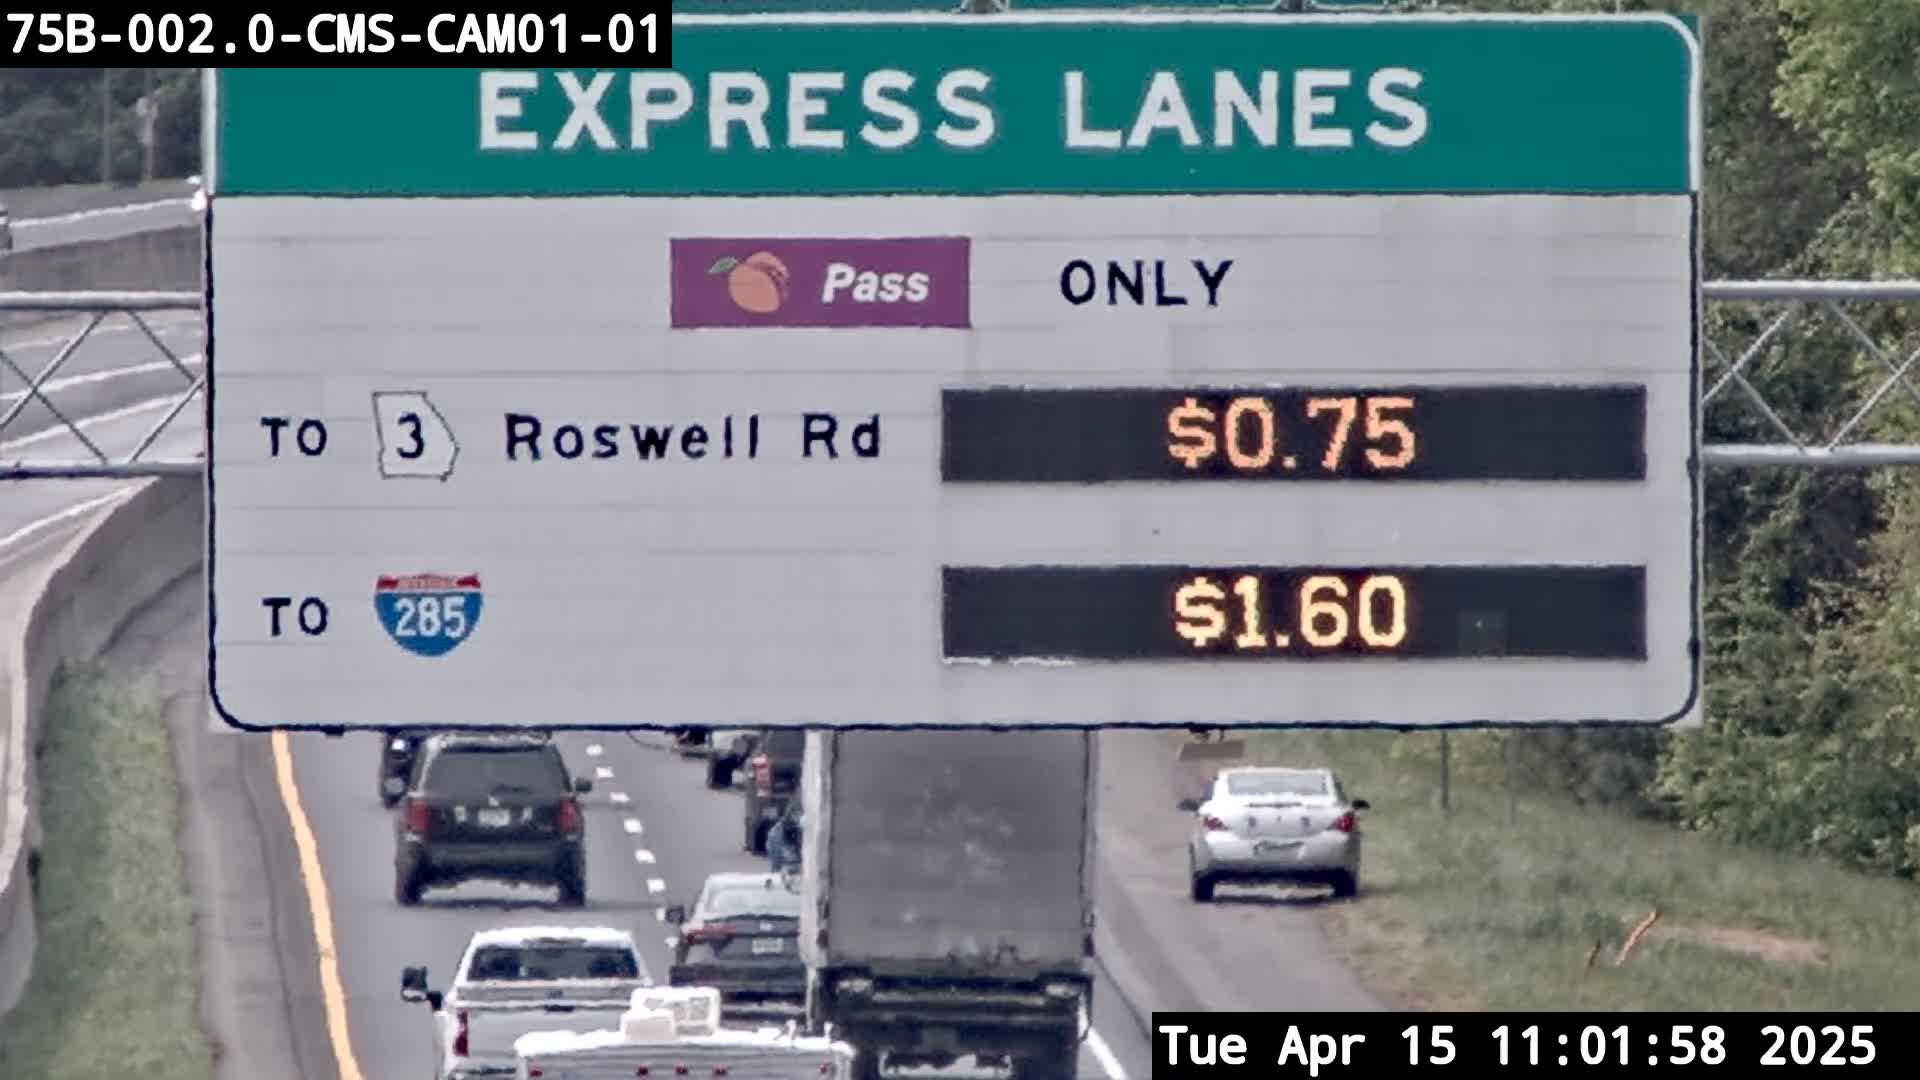 75B-002.0-CMS-CAM01-01
EXPRESS LANES
Pass ONLY
TO 3 Roswell Rd $0.75
TO 285 $1.60
Tue Apr 15 11:01:58 2025